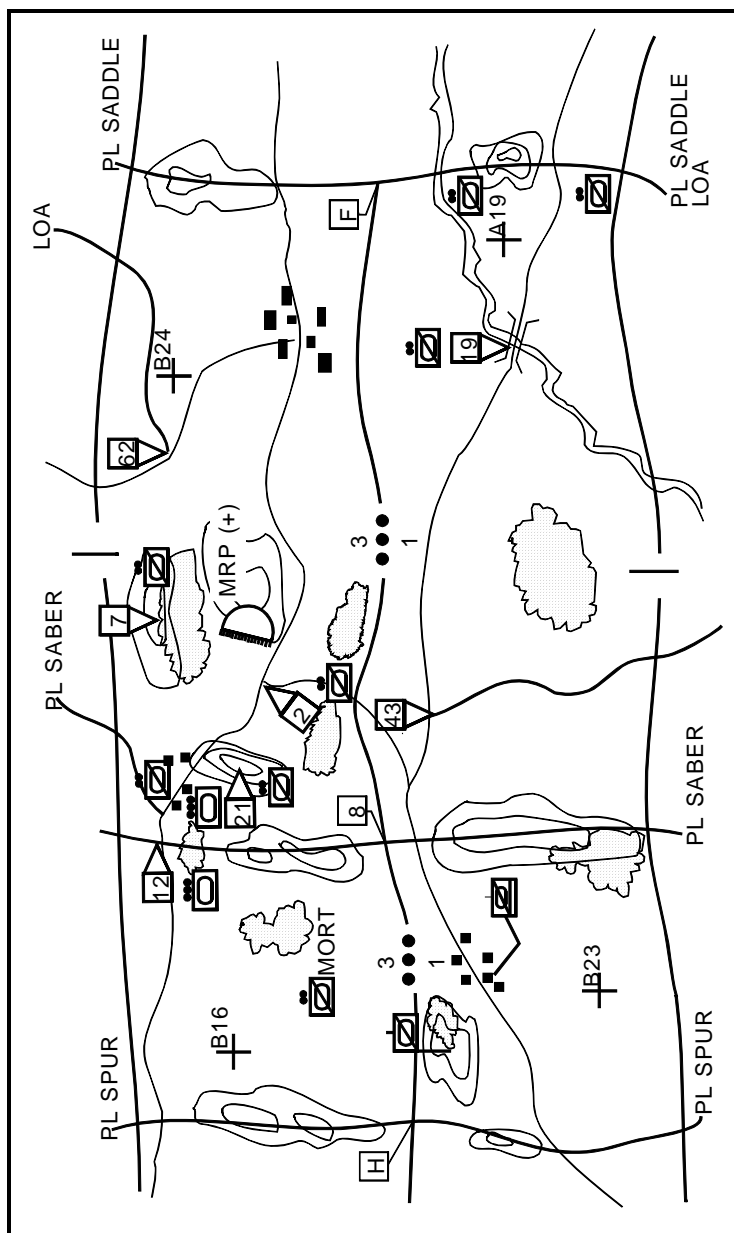 LOA
PL SABER
PL SPUR
PL SADDLE
7
62
12
B24
B16
MRP (+)
21
2
MORT
F
3
8
H
3
43
1
1
19
A19
B23
PL SPUR
PL SABER
PL SADDLE
LOA